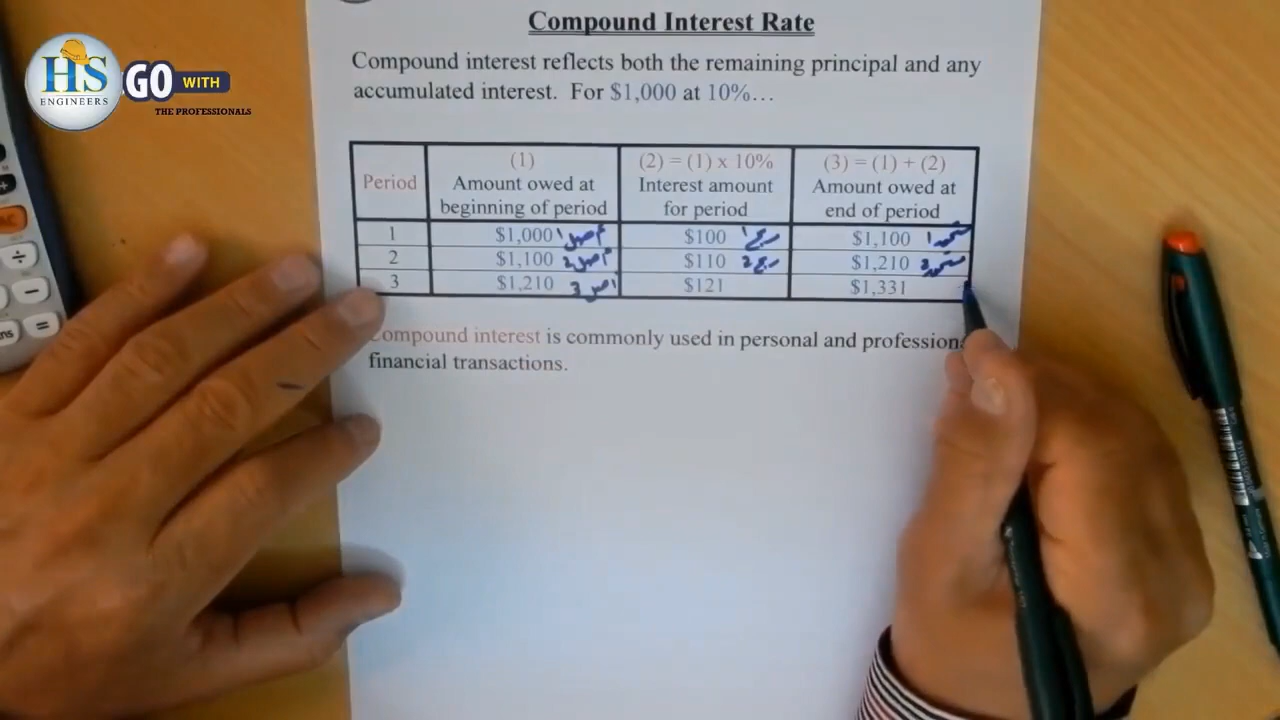 Compound Interest Rate
HS
ENGINEERS
GO WITH
THE PROFESSIONALS
Compound interest reflects both the remaining principal and any
accumulated interest. For $1,000 at 10%…
Period
(1)
Amount owed at
beginning of period
(2) = (1) x 10%
Interest amount
for period
(3) = (1) + (2)
Amount owed at
end of period
1 $1,000 $100 $1,100
2 $1,100 $110 $1,210
3 $1,210 $121 $1,331
Compound interest is commonly used in personal and profession
financial transactions.
ns